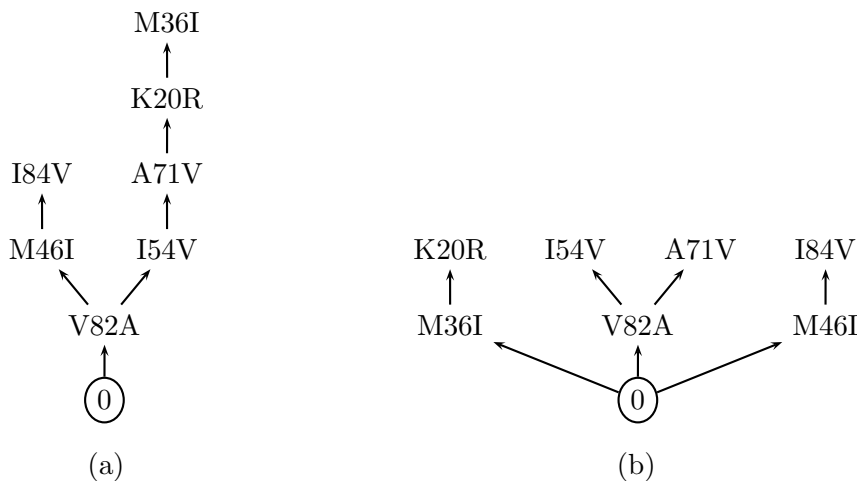 M36I
K20R
I84V A71V
M46I I54V
V82A
0
(a)
K20R I54V A71V I84V
M36I V82A M46I
0
(b)